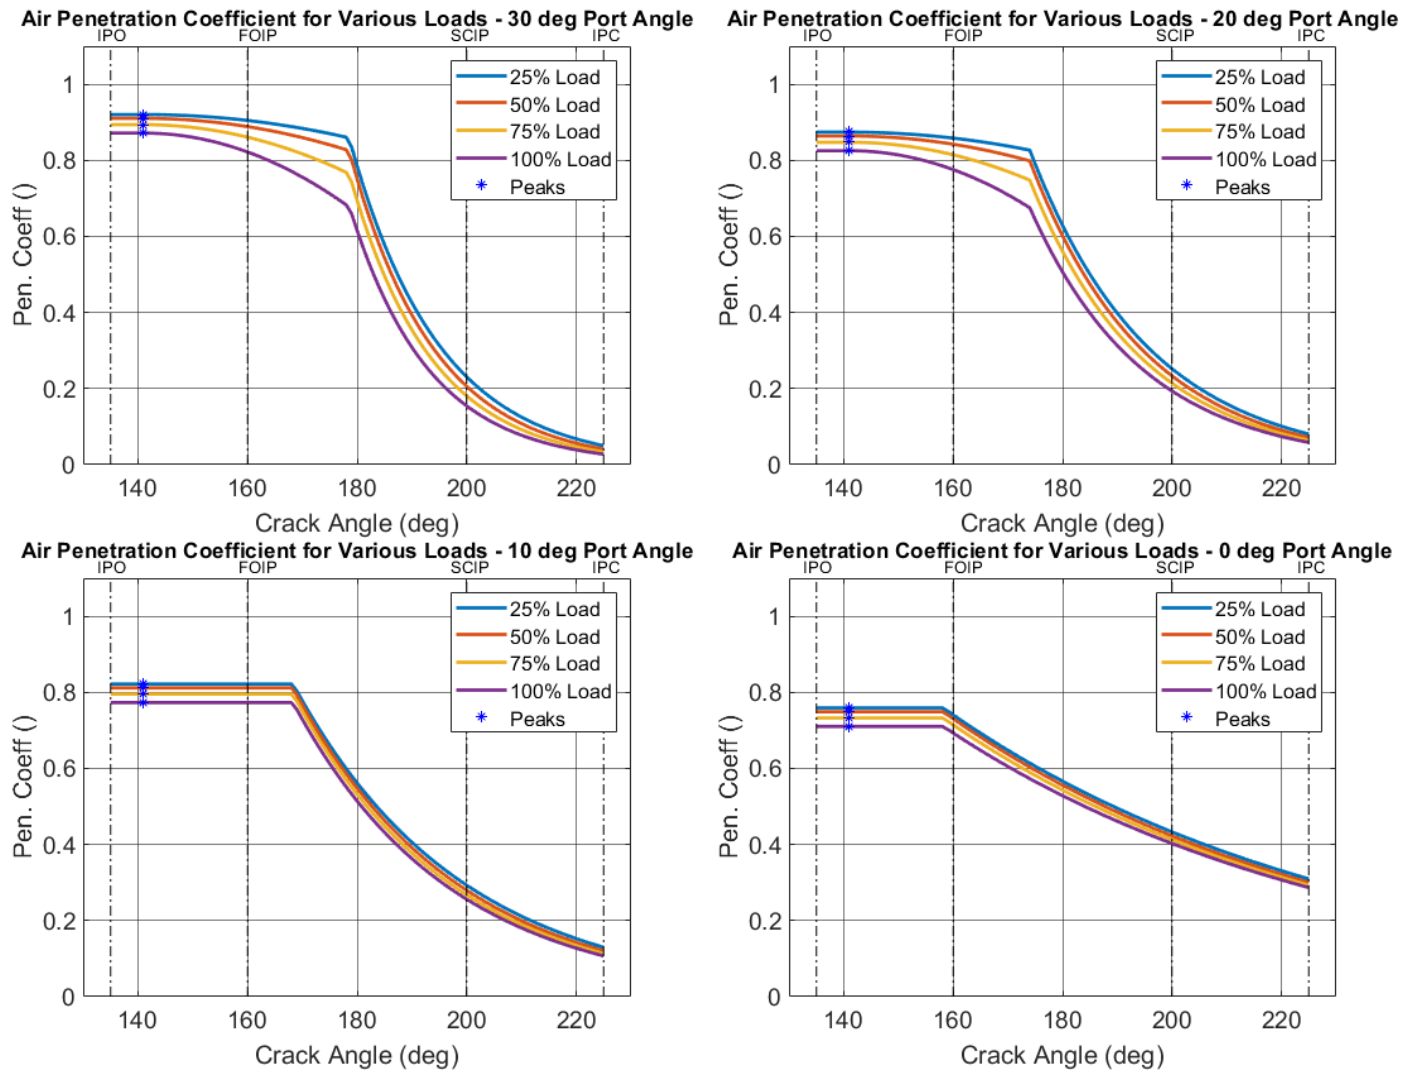 Air Penetration Coefficient for Various Loads - 30 deg Port Angle
IPO FOIP SCIP IPC
25% Load
50% Load
75% Load
100% Load
Peaks
Pen. Coeff ()
1
0.8
0.6
0.4
0.2
0
140 160 180 200 220
Crack Angle (deg)
Air Penetration Coefficient for Various Loads - 20 deg Port Angle
IPO FOIP SCIP IPC
25% Load
50% Load
75% Load
100% Load
Peaks
Pen. Coeff ()
1
0.8
0.6
0.4
0.2
0
140 160 180 200 220
Crack Angle (deg)
Air Penetration Coefficient for Various Loads - 10 deg Port Angle
IPO FOIP SCIP IPC
25% Load
50% Load
75% Load
100% Load
Peaks
Pen. Coeff ()
1
0.8
0.6
0.4
0.2
0
140 160 180 200 220
Crack Angle (deg)
Air Penetration Coefficient for Various Loads - 0 deg Port Angle
IPO FOIP SCIP IPC
25% Load
50% Load
75% Load
100% Load
Peaks
Pen. Coeff ()
1
0.8
0.6
0.4
0.2
0
140 160 180 200 220
Crack Angle (deg)